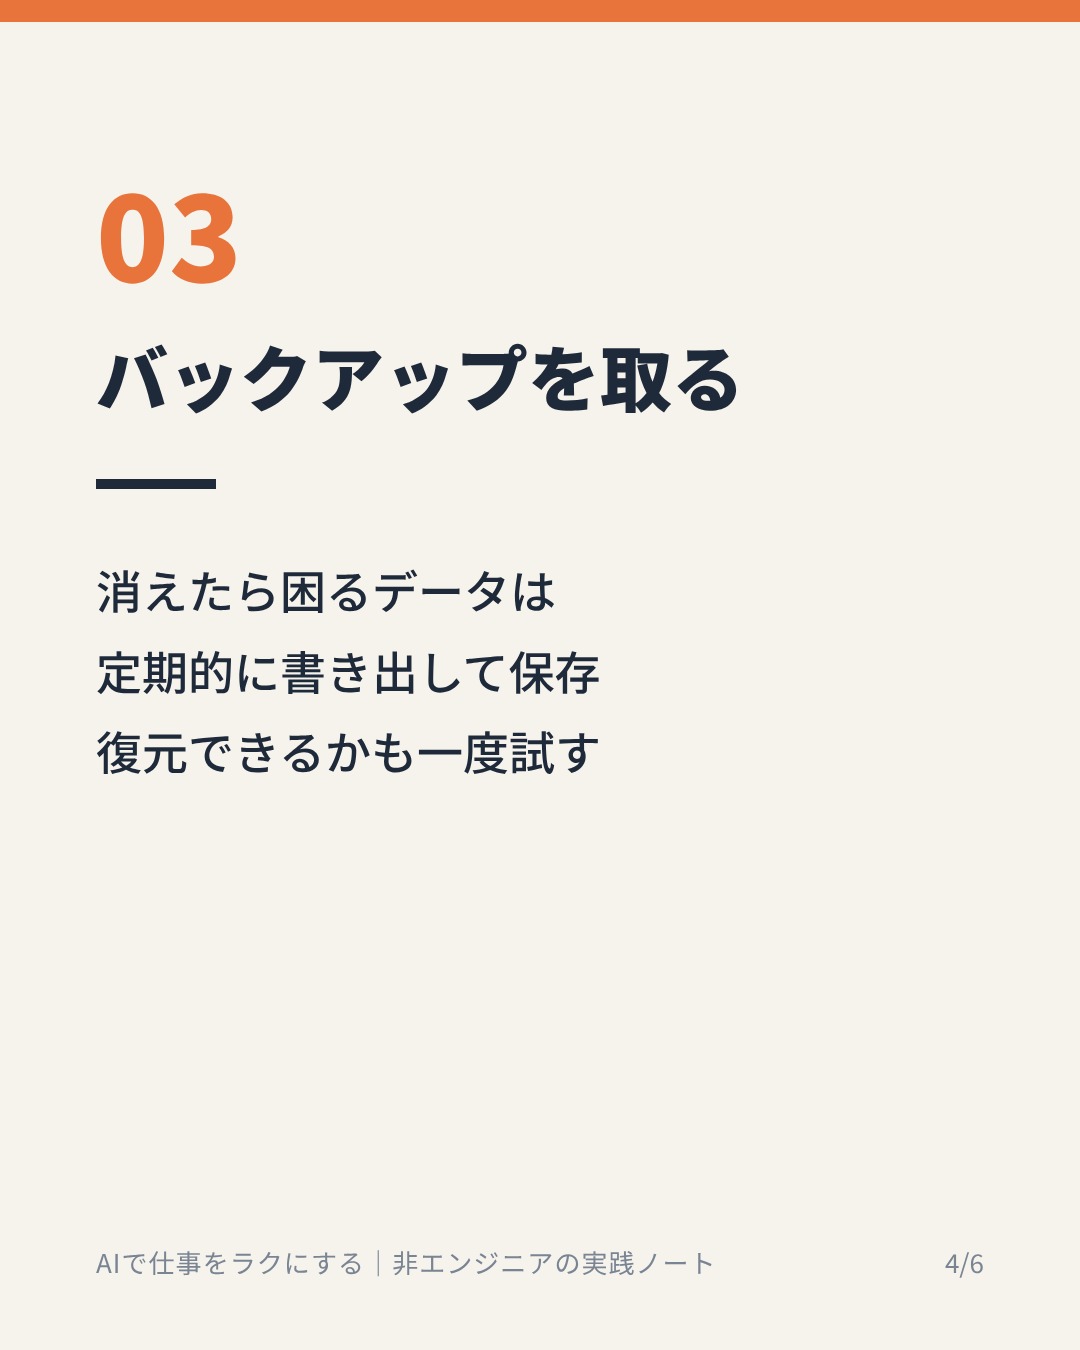 03
バックアップを取る
消えたら困るデータは
定期的に書き出して保存
復元できるかも一度試す
AIで仕事をラクにする｜非エンジニアの実践ノート
4/6